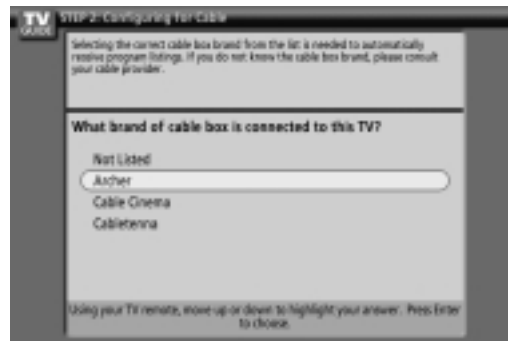 TV
GUIDE
STEP 2: Configuring for Cable
Selecting the correct cable box brand from the list is needed to automatically
receive program listings. If you do not know the cable box brand, please consult
your cable provider.
What brand of cable box is connected to this TV?
Not Listed
Archer
Cable Cinema
Cabletenna
Using your TV remote, move up or down to highlight your answer. Press Enter
to choose.